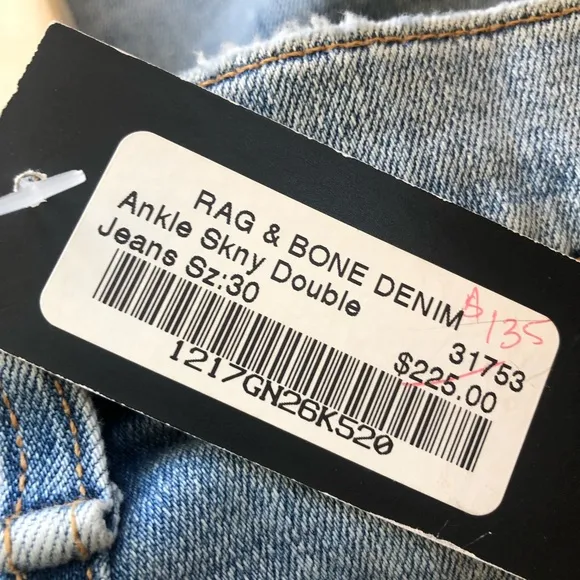 RAG & BONE DENIM
Ankle Skny Double
Jeans Sz:30
$135
31753
$225.00
1217GN26K520